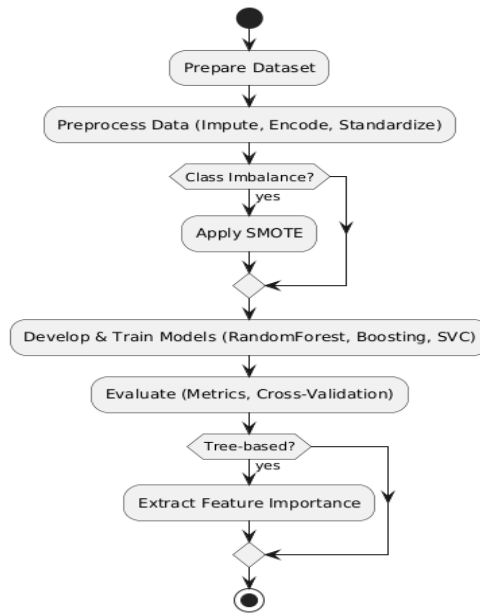 Prepare Dataset
Preprocess Data (Impute, Encode, Standardize)
Class Imbalance?
yes
Apply SMOTE
Develop & Train Models (RandomForest, Boosting, SVC)
Evaluate (Metrics, Cross-Validation)
Tree-based?
yes
Extract Feature Importance